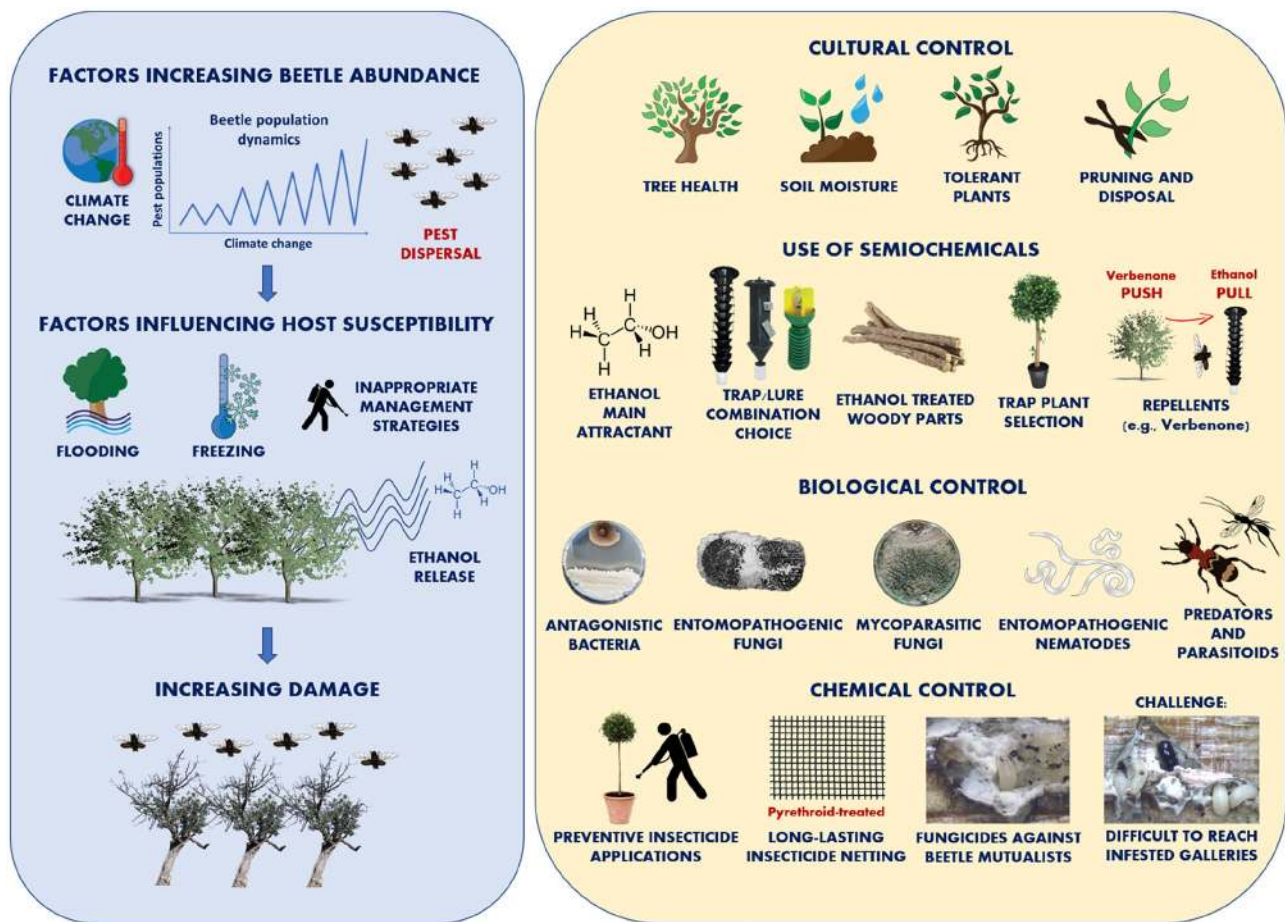 FACTORS INCREASING BEETLE ABUNDANCE
Beetle population
dynamics
Pest populations
Climate change
CLIMATE
CHANGE
PEST
DISPERSAL
FACTORS INFLUENCING HOST SUSCEPTIBILITY
FLOODING
FREEZING
INAPPROPRIATE
MANAGEMENT
STRATEGIES
H
H
H3C
C
C
OH
H
H
ETHANOL
RELEASE
INCREASING DAMAGE
CULTURAL CONTROL
TREE HEALTH
SOIL MOISTURE
TOLERANT
PLANTS
PRUNING AND
DISPOSAL
USE OF SEMIOCHEMICALS
H
H
H
C
C
OH
H
H
ETHANOL
MAIN
ATTRACTANT
TRAP/LURE
COMBINATION
CHOICE
ETHANOL TREATED
WOODY PARTS
TRAP PLANT
SELECTION
Verbenone
PUSH
Ethanol
PULL
REPELLENTS
(e.g., Verbenone)
BIOLOGICAL CONTROL
ANTAGONISTIC
BACTERIA
ENTOMOPATHOGENIC
FUNGI
MYCOPARASITIC
FUNGI
ENTOMOPATHOGENIC
NEMATODES
PREDATORS
AND
PARASITOIDS
CHEMICAL CONTROL
PREVENTIVE INSECTICIDE
APPLICATIONS
Pyrethroid-treated
LONG-LASTING
INSECTICIDE NETTING
FUNGICIDES AGAINST
BEETLE MUTUALISTS
CHALLENGE:
DIFFICULT TO REACH
INFESTED GALLERIES